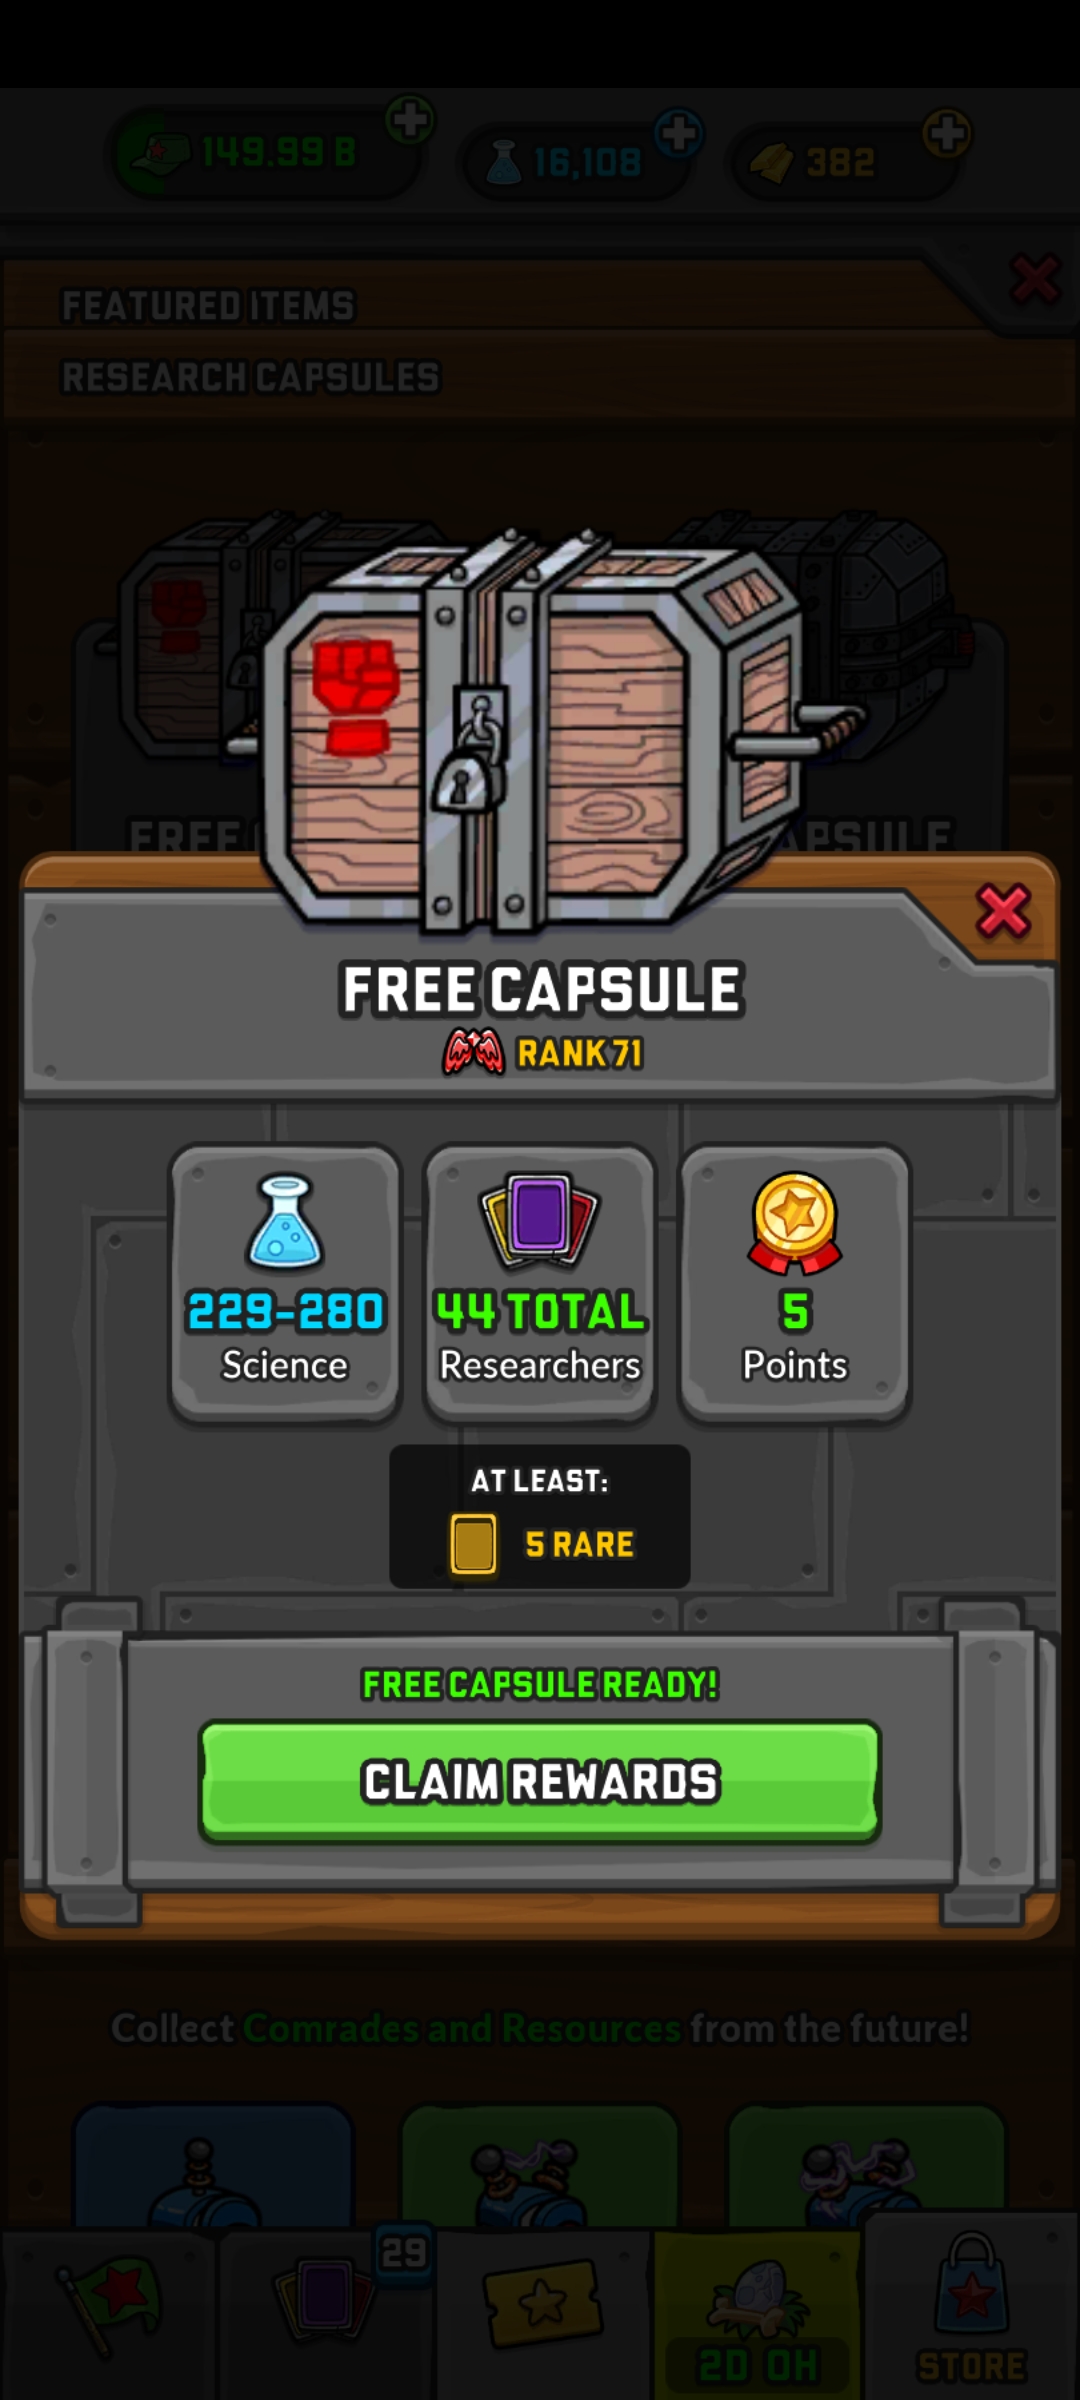 149.99 B
16,108
382
FEATURED ITEMS
RESEARCH CAPSULES
FREE
APSULE
FREE CAPSULE
RANK 71
229-280
Science
44 TOTAL
Researchers
5
Points
AT LEAST:
5 RARE
FREE CAPSULE READY!
CLAIM REWARDS
Collect Comrades and Resources from the future!
29
2D 0H
STORE